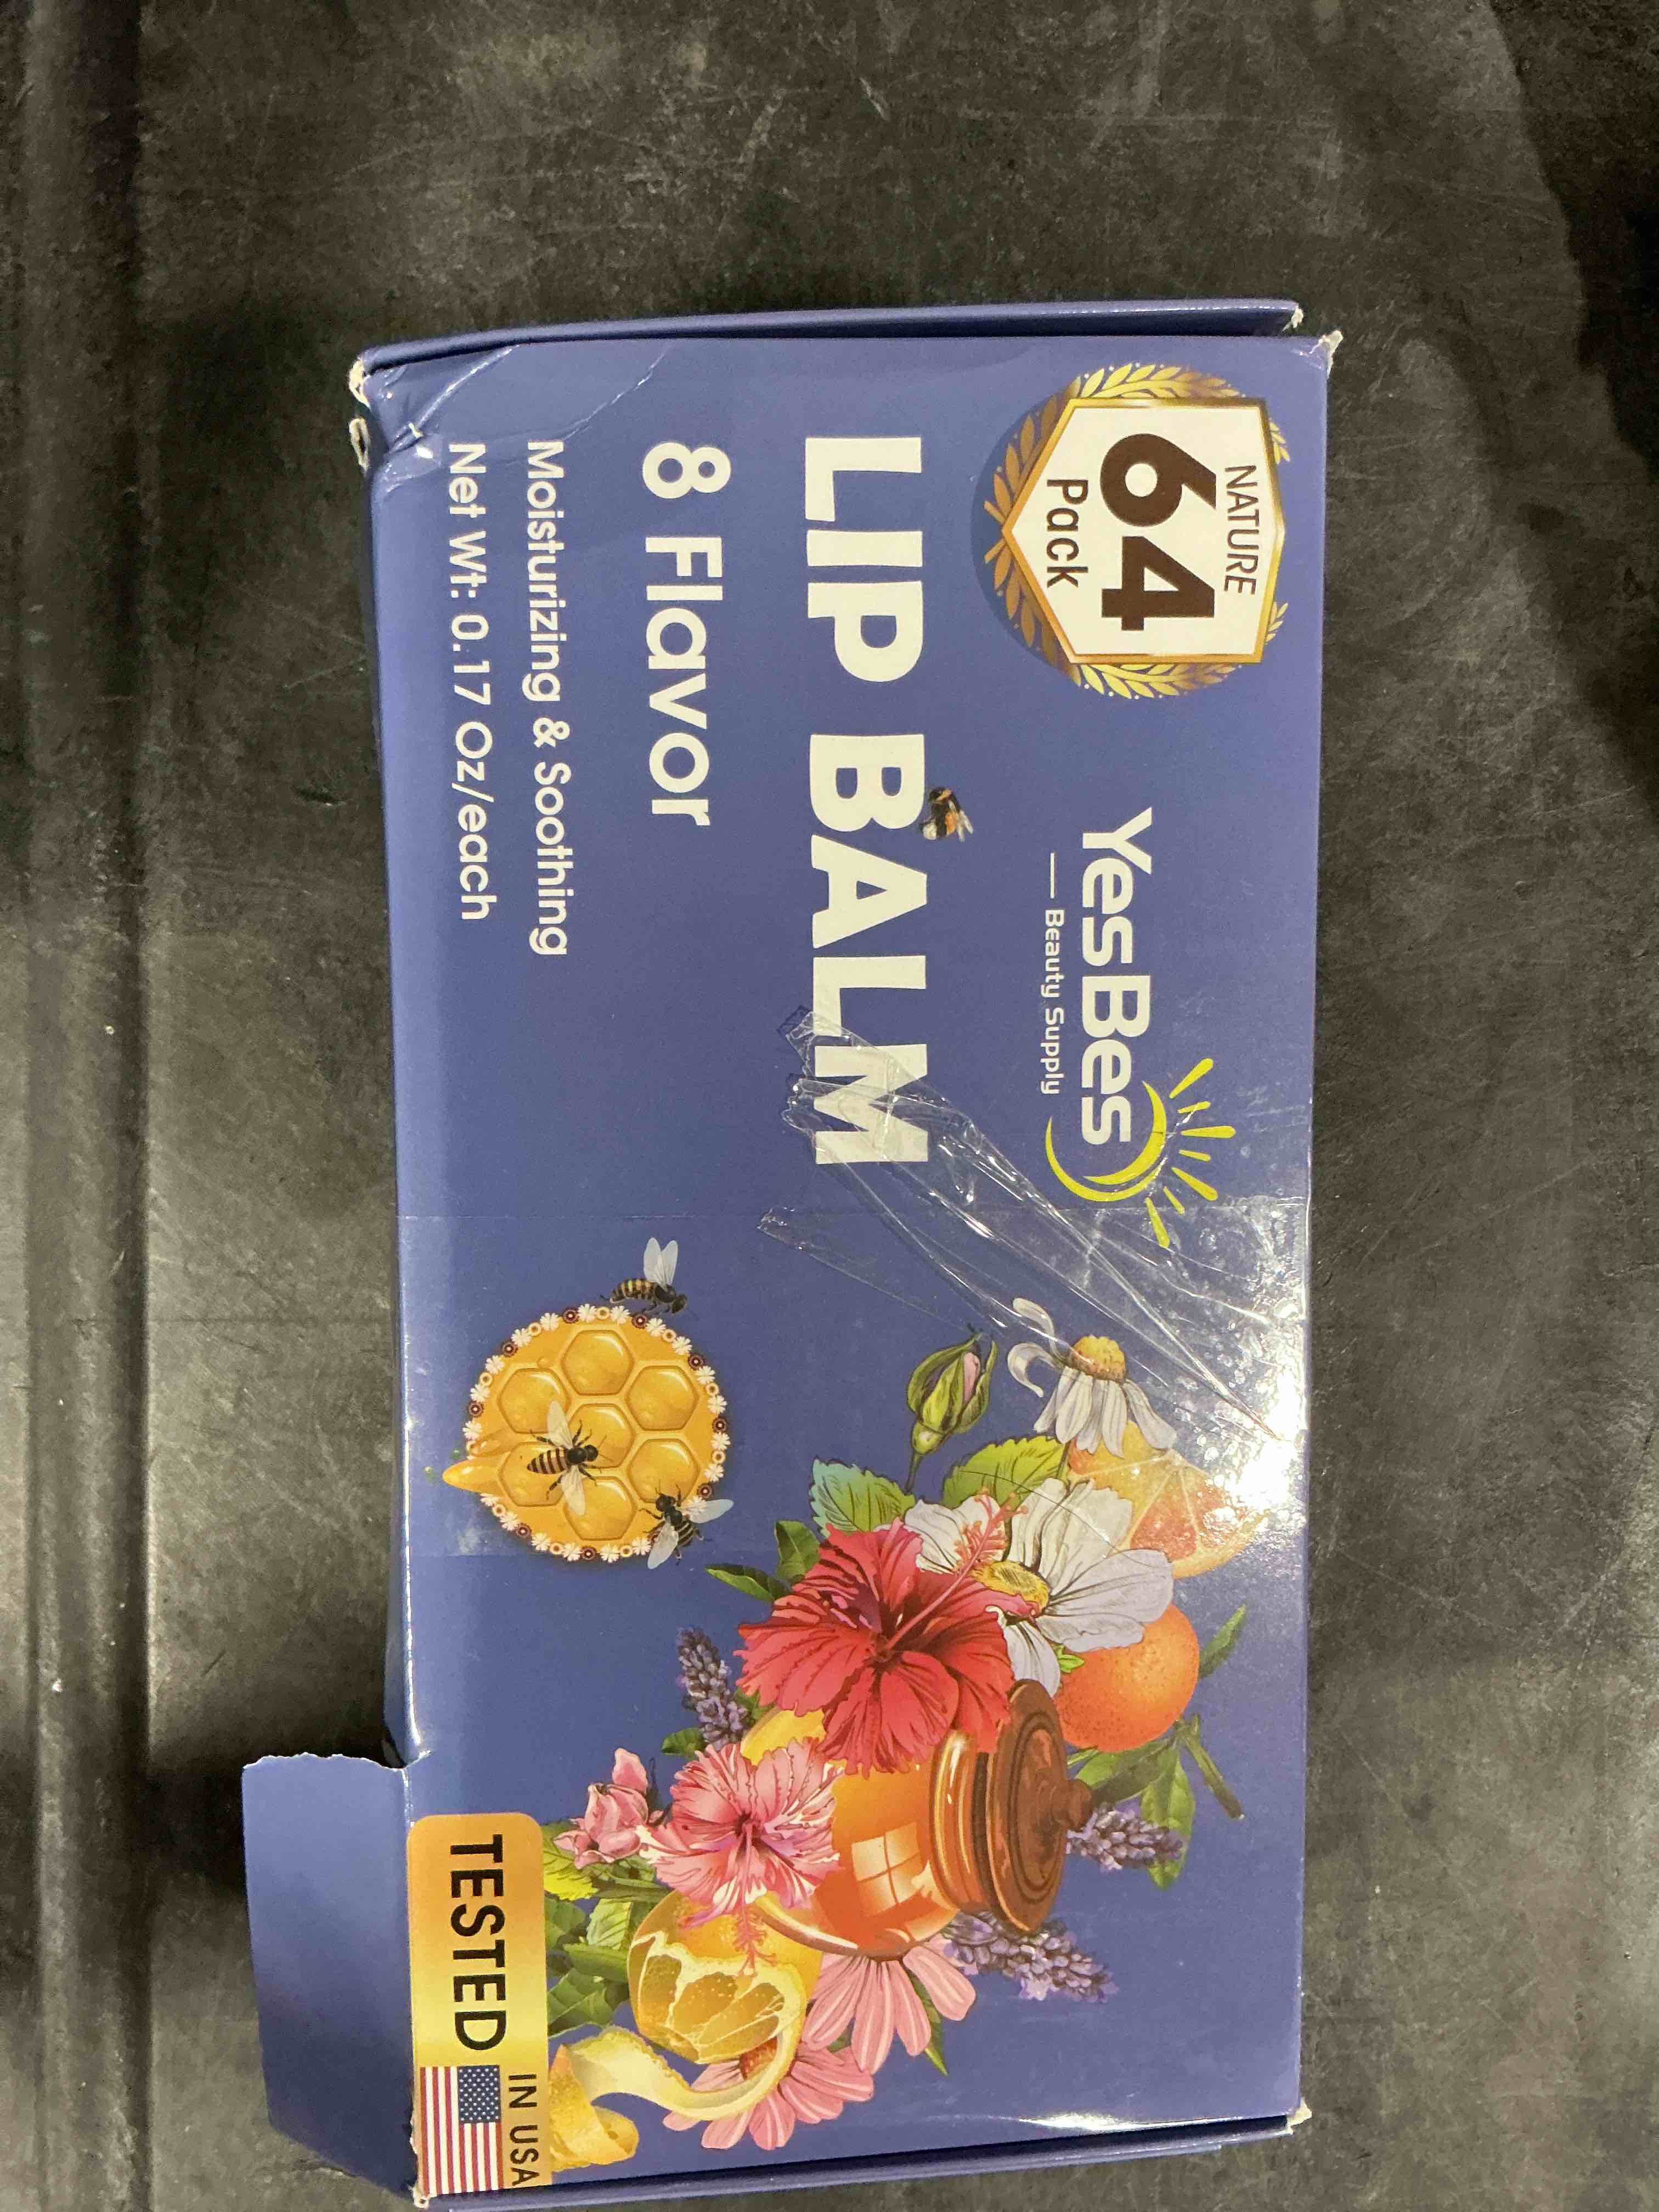 NATURE
64
Pack
YesBes
Beauty Supply
LIP BALM
8 Flavor
Moisturizing & Soothing
Net Wt: 0.17 Oz/each
TESTED IN USA